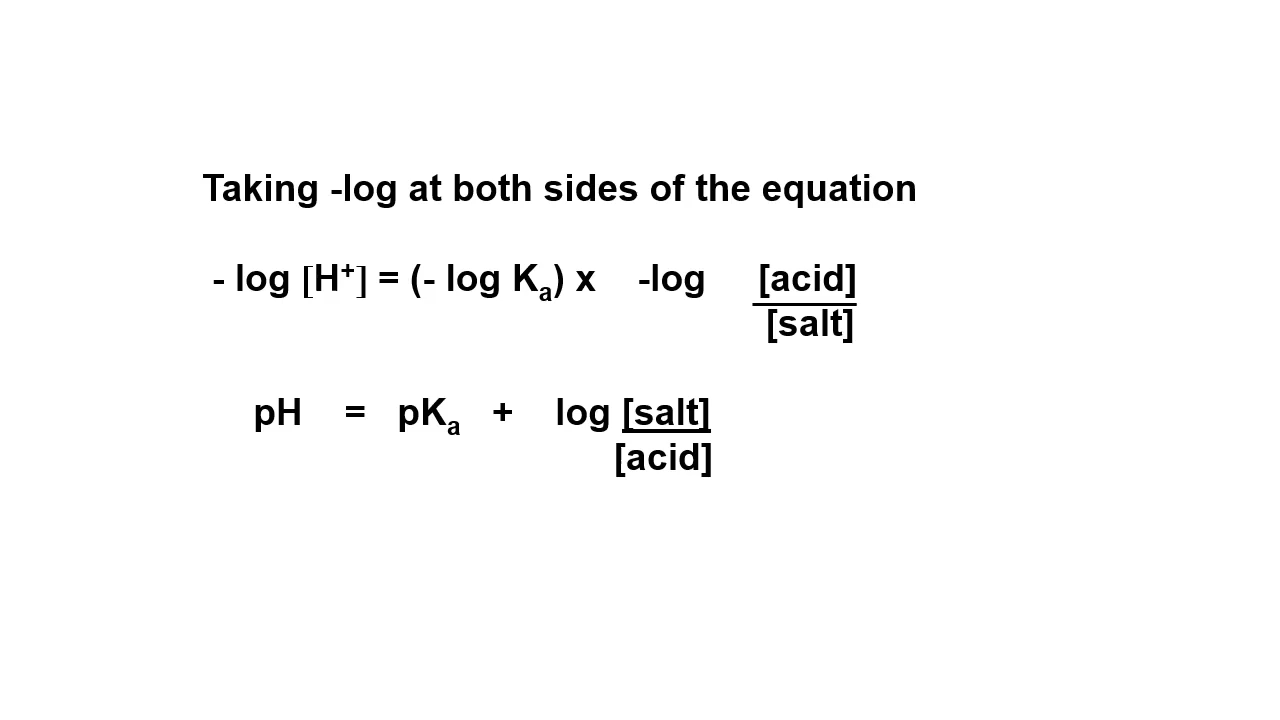 Taking -log at both sides of the equation
- log [H⁺] = (- log Kₐ) x -log [acid]
[salt]
pH = pKₐ + log [salt]
[acid]